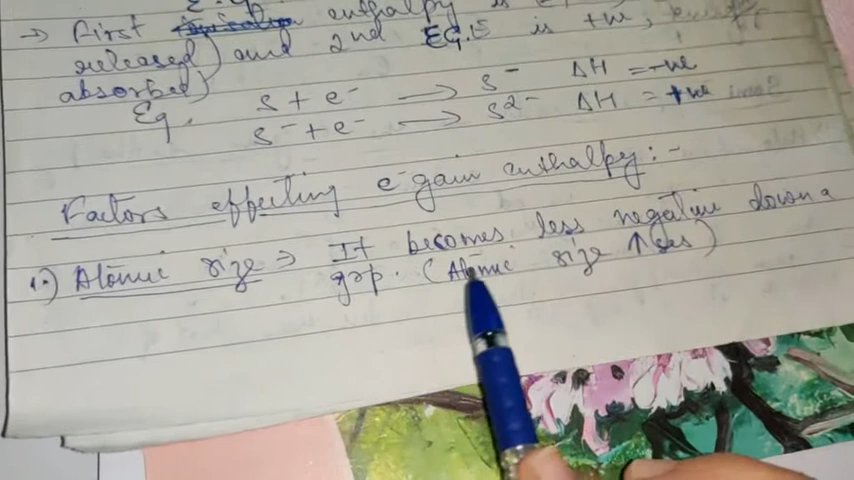 enthalpy is
→ First enthalpy
released) and 2nd EG.E is +ve,
absorbed)
Eg. S + e⁻ → S⁻ ΔH = -ve
S⁻ + e⁻ → S²⁻ ΔH = +ve
Factors effecting e⁻gain enthalpy:-
1.) Atomic size ⇒ It becomes less negative down a
grp. (Atomic size ↑ses)